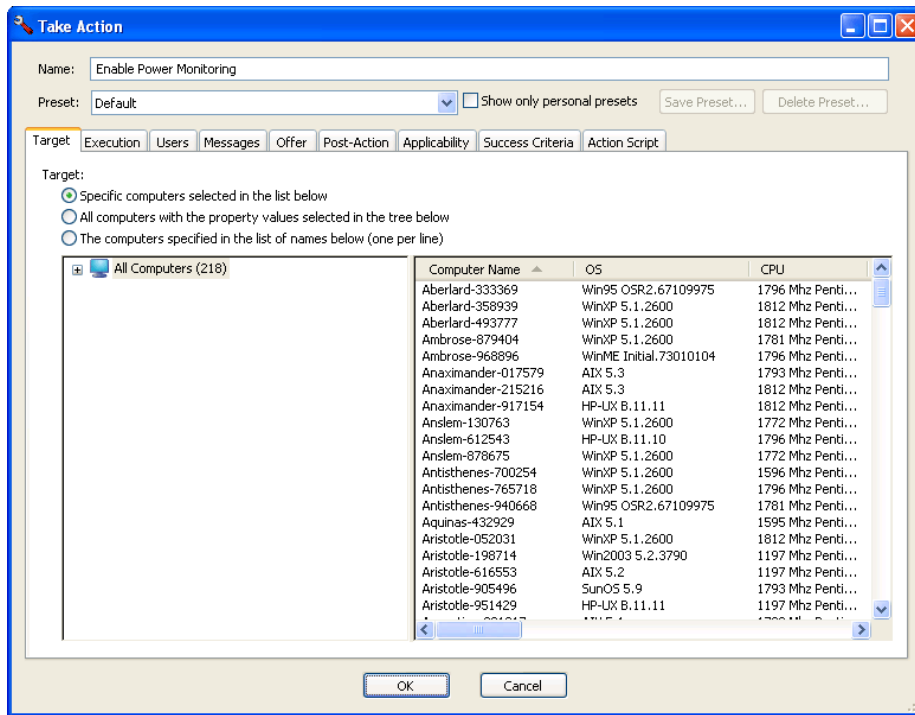 Take Action
Name: Enable Power Monitoring
Preset: Default Show only personal presets Save Preset... Delete Preset...
Target Execution Users Messages Offer Post-Action Applicability Success Criteria Action Script
Target:
Specific computers selected in the list below
All computers with the property values selected in the tree below
The computers specified in the list of names below (one per line)
All Computers (218)
Computer Name OS CPU
Aberlard-333369 Win95 OSR2.67109975 1796 Mhz Penti...
Aberlard-358939 WinXP 5.1.2600 1812 Mhz Penti...
Aberlard-493777 WinXP 5.1.2600 1812 Mhz Penti...
Ambrose-879404 WinXP 5.1.2600 1781 Mhz Penti...
Ambrose-968896 WinME Initial.73010104 1796 Mhz Penti...
Anaximander-017579 AIX 5.3 1793 Mhz Penti...
Anaximander-215216 AIX 5.3 1812 Mhz Penti...
Anaximander-917154 HP-UX B.11.11 1812 Mhz Penti...
Anslem-130763 WinXP 5.1.2600 1772 Mhz Penti...
Anslem-612543 HP-UX B.11.10 1796 Mhz Penti...
Anslem-878675 WinXP 5.1.2600 1772 Mhz Penti...
Antisthenes-700254 WinXP 5.1.2600 1596 Mhz Penti...
Antisthenes-765718 WinXP 5.1.2600 1796 Mhz Penti...
Antisthenes-940668 Win95 OSR2.67109975 1781 Mhz Penti...
Aquinas-432929 AIX 5.1 1595 Mhz Penti...
Aristotle-052031 WinXP 5.1.2600 1812 Mhz Penti...
Aristotle-198714 Win2003 5.2.3790 1197 Mhz Penti...
Aristotle-616553 AIX 5.2 1197 Mhz Penti...
Aristotle-905496 SunOS 5.9 1793 Mhz Penti...
Aristotle-951429 HP-UX B.11.11 1197 Mhz Penti...
OK Cancel